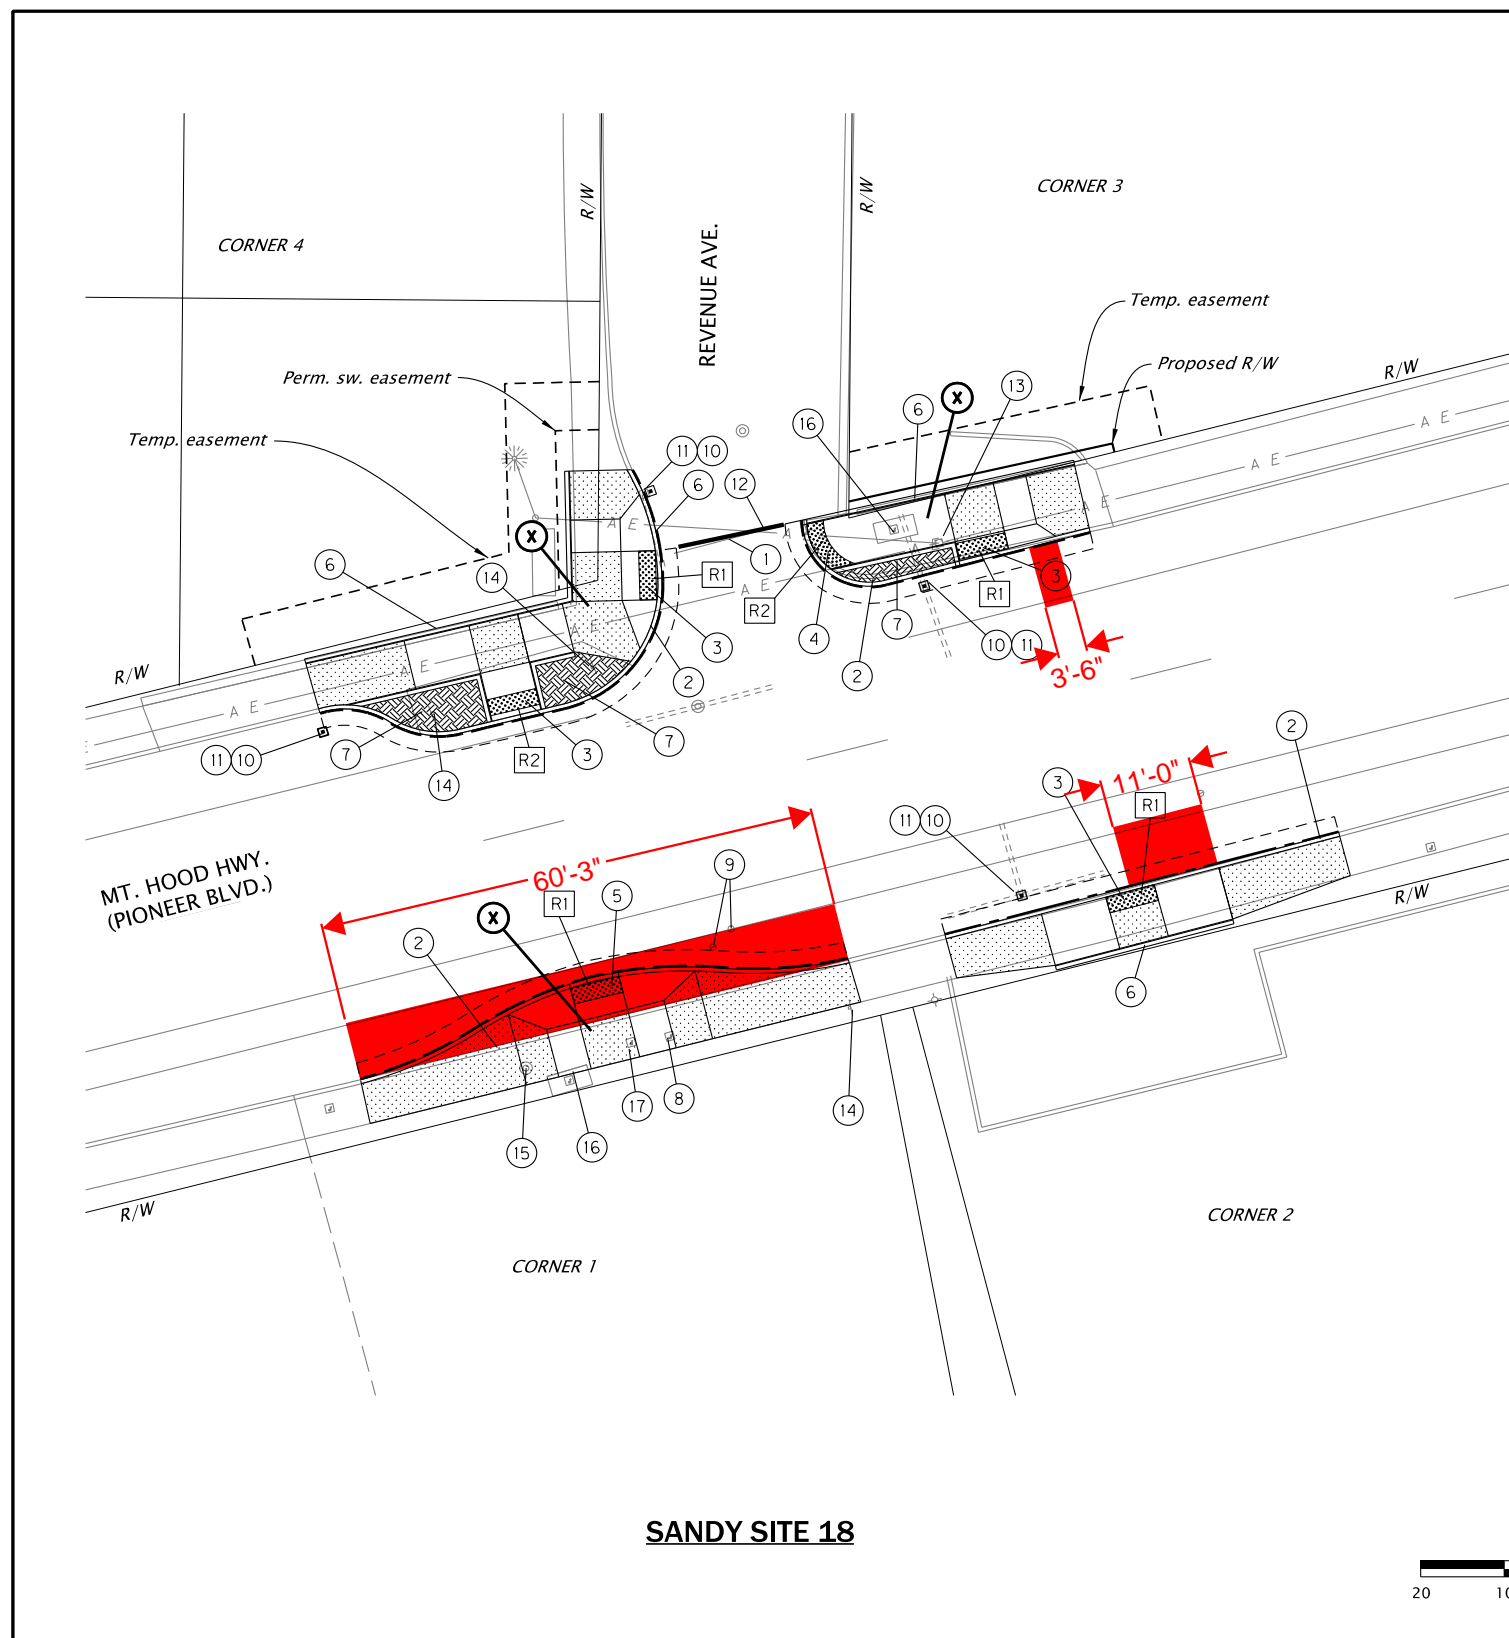 CORNER 3
R/W
R/W
CORNER 4
REVENUE AVE.
Temp. easement
Proposed R/W
R/W
Perm. sw. easement
X
13
6
16
Temp. easement
11 10
6
12
A E
A E
A E
A E
A
A
X
1
6
14
R1
R2
4
7
2
R1
3
10 11
3'-6"
A E
A E
A E
A E
3
2
R/W
11 10
7
14
R2
3
7
E
2
3
11'-0"
R1
11 10
MT. HOOD HWY.
(PIONEER BLVD.)
60'-3"
9
R1
5
X
2
R/W
6
15
16
17
8
14
R/W
CORNER 2
CORNER 1
SANDY SITE 18
20 10